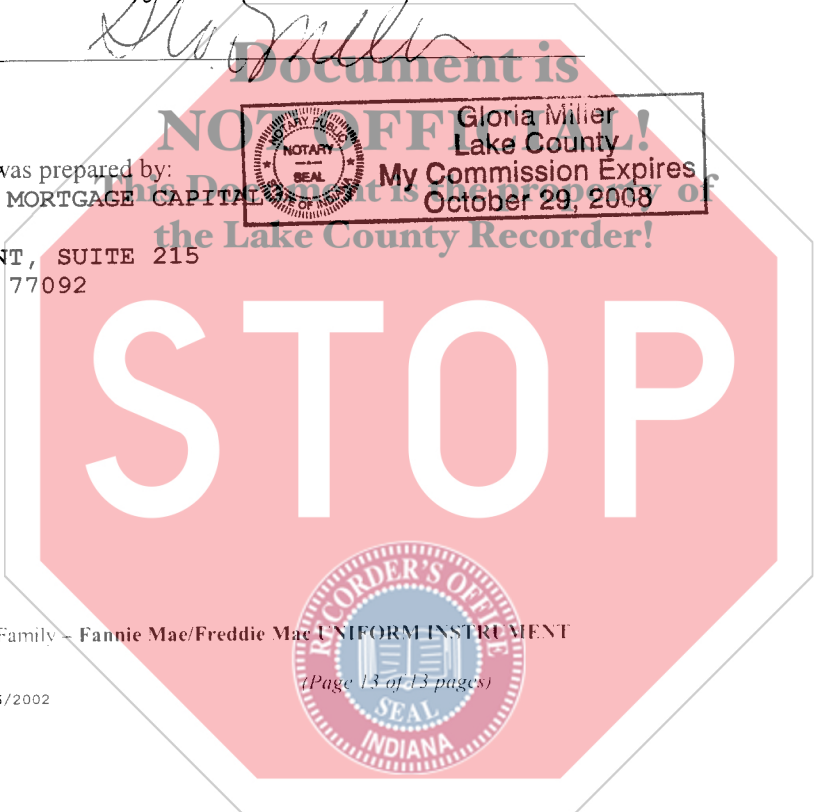 Document is
NOT OFFICIAL!
This Document is the property of
the Lake County Recorder!
NOTARY PUBLIC
NOTARY
SEAL
STATE OF INDIANA
Gloria Miller
Lake County
My Commission Expires
October 29, 2008
was prepared by:
MORTGAGE CAPITAL
NT, SUITE 215
77092
STOP
Family – Fannie Mae/Freddie Mac UNIFORM INSTRUMENT
(Page 13 of 13 pages)
/2002
RECORDER'S OFFICE
SEAL
INDIANA